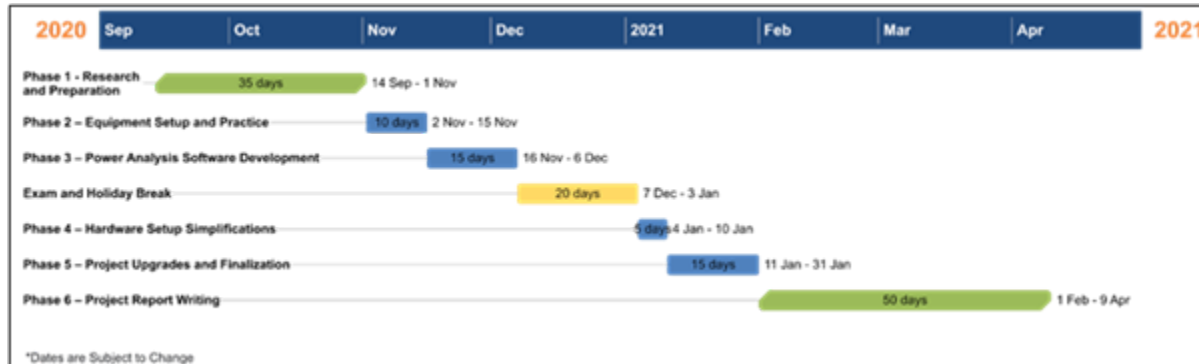 2020 Sep Oct Nov Dec 2021 Feb Mar Apr 2021
Phase 1 - Research
and Preparation
35 days 14 Sep - 1 Nov
Phase 2 – Equipment Setup and Practice 10 days 2 Nov - 15 Nov
Phase 3 – Power Analysis Software Development 15 days 16 Nov - 6 Dec
Exam and Holiday Break 20 days 7 Dec - 3 Jan
Phase 4 – Hardware Setup Simplifications 5 days 4 Jan - 10 Jan
Phase 5 – Project Upgrades and Finalization 15 days 11 Jan - 31 Jan
Phase 6 – Project Report Writing 50 days 1 Feb - 9 Apr
*Dates are Subject to Change